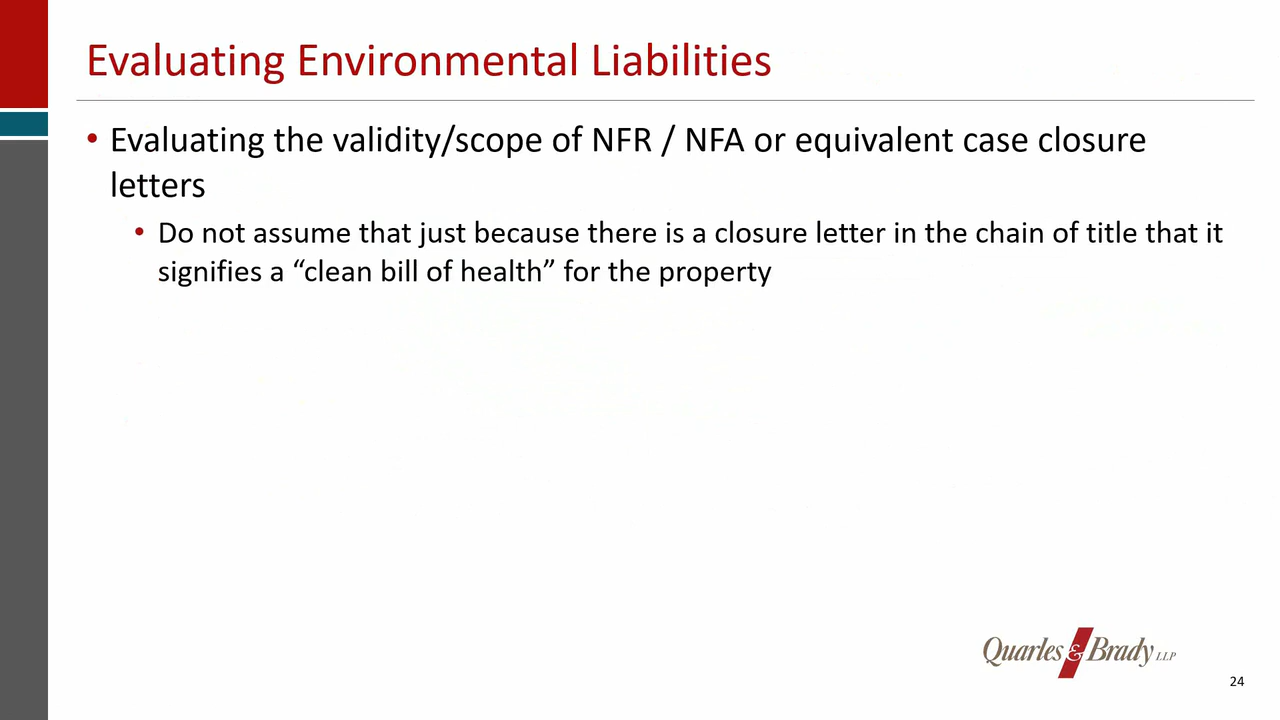 Evaluating Environmental Liabilities
• Evaluating the validity/scope of NFR / NFA or equivalent case closure
letters
• Do not assume that just because there is a closure letter in the chain of title that it
signifies a “clean bill of health” for the property
Quarles & Brady LLP
24